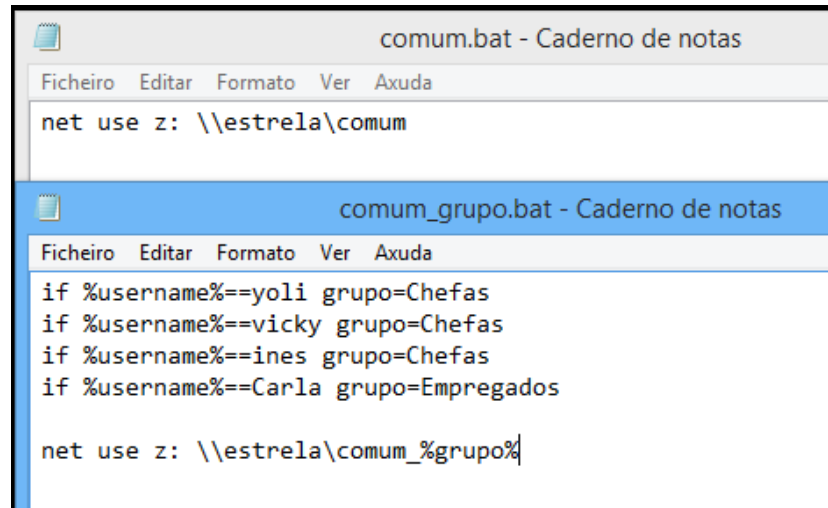 comum.bat - Caderno de notas
Ficheiro Editar Formato Ver Axuda
net use z: \\estrela\comum
comum_grupo.bat - Caderno de notas
Ficheiro Editar Formato Ver Axuda
if %username%==yoli grupo=Chefas
if %username%==vicky grupo=Chefas
if %username%==ines grupo=Chefas
if %username%==Carla grupo=Empregados
net use z: \\estrela\comum_%grupo%